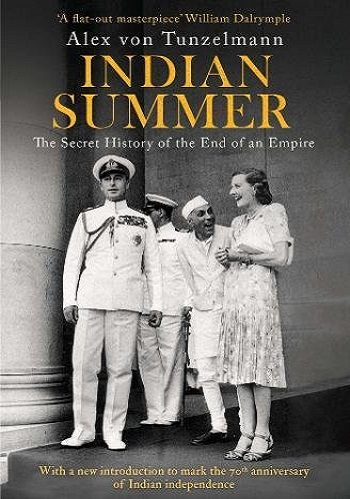 ‘A flat-out masterpiece’ William Dalrymple
Alex von Tunzelmann
INDIAN
SUMMER
The Secret History of the End of an Empire
With a new introduction to mark the 70th anniversary
of Indian independence